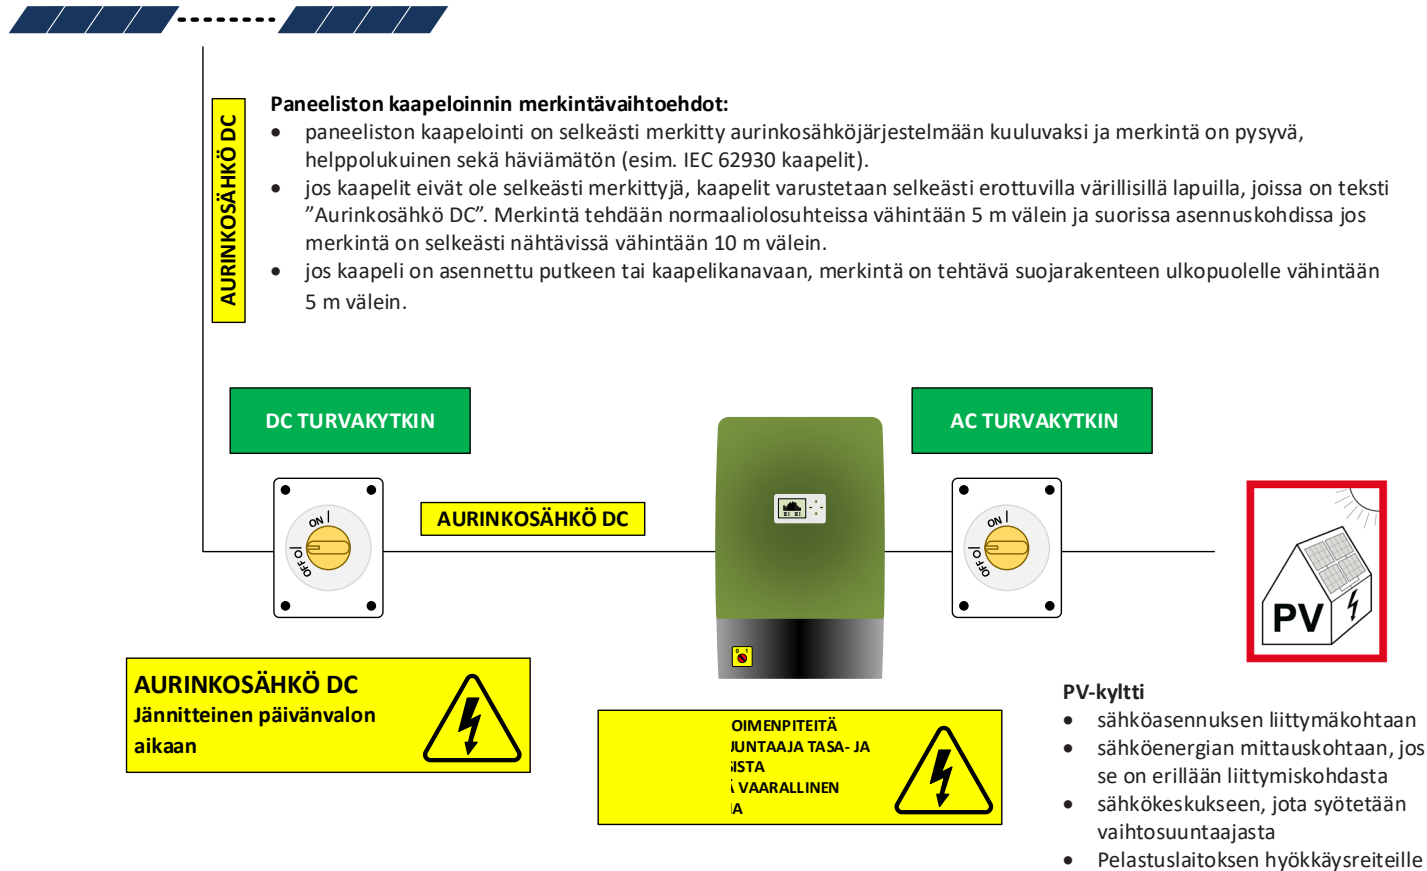 AURINKOSÄHKÖ DC
Paneeliston kaapeloinnin merkintävaihtoehdot:
• paneeliston kaapelointi on selkeästi merkitty aurinkosähköjärjestelmään kuuluvaksi ja merkintä on pysyvä,
helppolukuinen sekä häviämätön (esim. IEC 62930 kaapelit).
• jos kaapelit eivät ole selkeästi merkittyjä, kaapelit varustetaan selkeästi erottuvilla värillisillä lapuilla, joissa on teksti
”Aurinkosähkö DC”. Merkintä tehdään normaaliolosuhteissa vähintään 5 m välein ja suorissa asennuskohdissa jos
merkintä on selkeästi nähtävissä vähintään 10 m välein.
• jos kaapeli on asennettu putkeen tai kaapelikanavaan, merkintä on tehtävä suojarakenteen ulkopuolelle vähintään
5 m välein.
DC TURVAKYTKIN
AC TURVAKYTKIN
ON
OFF
AURINKOSÄHKÖ DC
0 1
ON
OFF
PV
AURINKOSÄHKÖ DC
Jännitteinen päivänvalon
aikaan
OIMENPITEITÄ
UNTAAJA TASA- JA
VAARALLINEN
PV-kyltti
• sähköasennuksen liittymäkohtaan
• sähköenergian mittauskohtaan, jos
se on erillään liittymiskohdasta
• sähkökeskukseen, jota syötetään
vaihtosuuntaajasta
• Pelastuslaitoksen hyökkäysreiteille